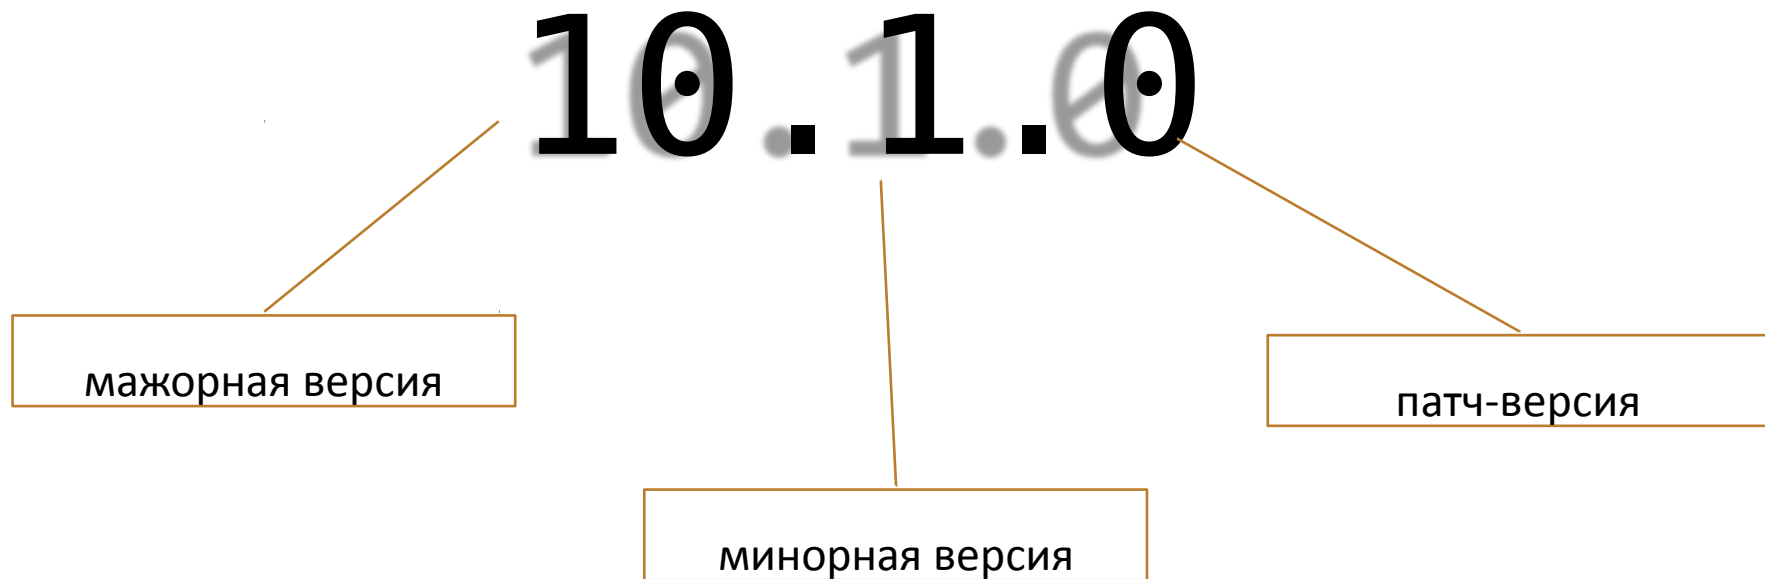 10.1.0
мажорная версия
патч-версия
минорная версия